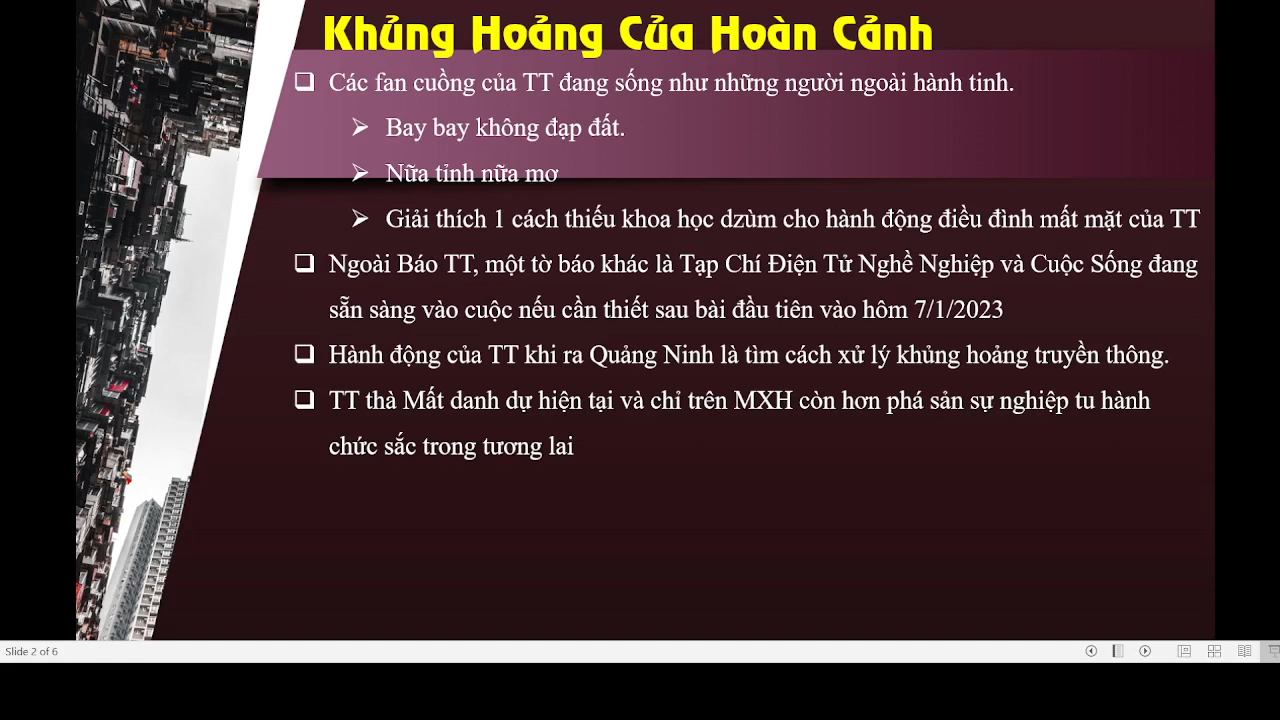 Khủng Hoảng Của Hoàn Cảnh
❑ Các fan cuồng của TT đang sống như những người ngoài hành tinh.
➢ Bay bay không đạp đất.
➢ Nữa tỉnh nữa mơ
➢ Giải thích 1 cách thiếu khoa học dzùm cho hành động điều đình mất mặt của TT
❑ Ngoài Báo TT, một tờ báo khác là Tạp Chí Điện Tử Nghề Nghiệp và Cuộc Sống đang
sẵn sàng vào cuộc nếu cần thiết sau bài đầu tiên vào hôm 7/1/2023
❑ Hành động của TT khi ra Quảng Ninh là tìm cách xử lý khủng hoảng truyền thông.
❑ TT thà Mất danh dự hiện tại và chỉ trên MXH còn hơn phá sản sự nghiệp tu hành
chức sắc trong tương lai
Slide 2 of 6